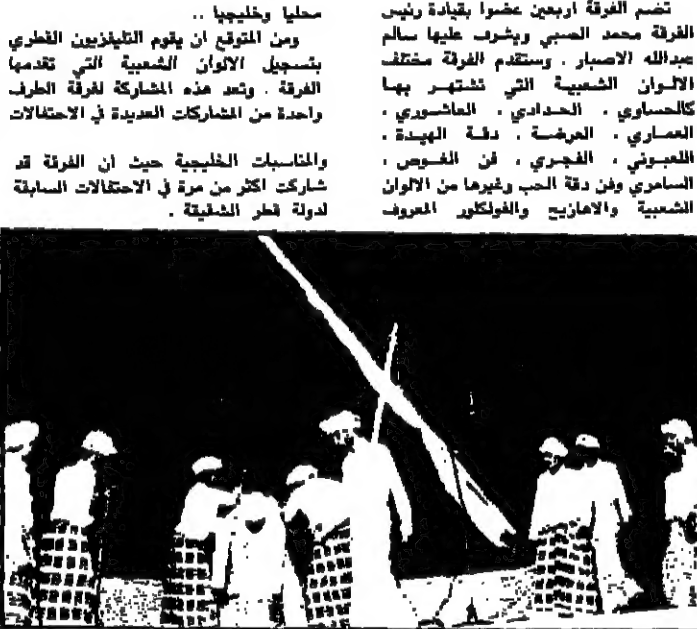 تضم الفرقة اربعين عضوا بقيادة رئيس
الفرقة محمد الصبي ويشرف عليها سالم
عبدالله الاصبار . وستقدم الفرقة مختلف
الالوان الشعبية التي تشتهر بها
كالحساوي ، الحدادي ، العاشوري ،
العماري ، العرضة ، دقة الهيدة ،
اللعبوني ، الفجري ، فن الغوص ،
السامري وفن دقة الحب وغيرها من الالوان
الشعبية والاهازيج والفولكلور المعروف
محليا وخليجيا ..
ومن المتوقع ان يقوم التليفزيون القطري
بتسجيل الالوان الشعبية التي تقدمها
الفرقة . وتعد هذه المشاركة لفرقة الطرف
واحدة من المشاركات العديدة في الاحتفالات
والمناسبات الخليجية حيث ان الفرقة قد
شاركت اكثر من مرة في الاحتفالات السابقة
لدولة قطر الشقيقة .